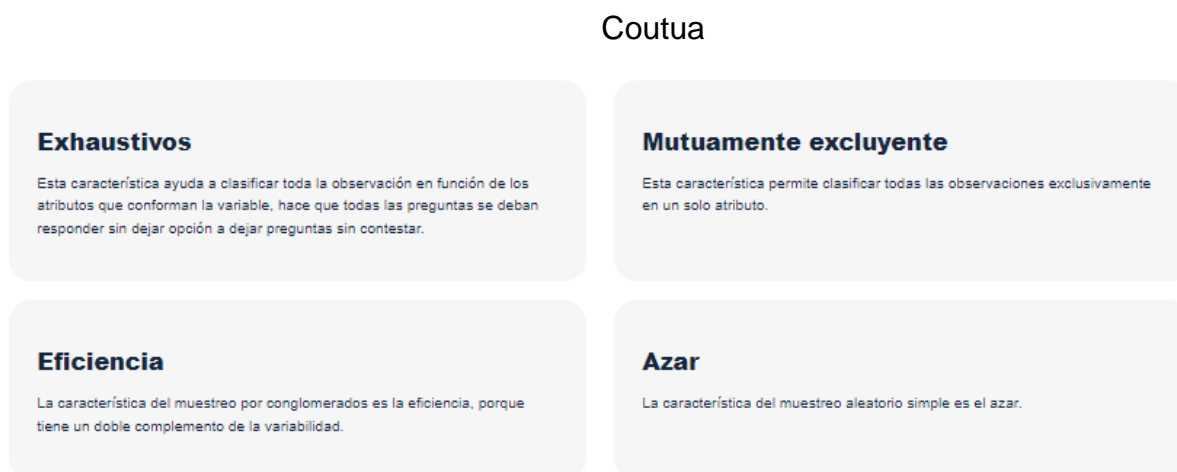 Coutua
Exhaustivos
Esta característica ayuda a clasificar toda la observación en función de los
atributos que conforman la variable, hace que todas las preguntas se deban
responder sin dejar opción a dejar preguntas sin contestar.
Mutuamente excluyente
Esta característica permite clasificar todas las observaciones exclusivamente
en un solo atributo.
Eficiencia
La característica del muestreo por conglomerados es la eficiencia, porque
tiene un doble complemento de la variabilidad.
Azar
La característica del muestreo aleatorio simple es el azar.